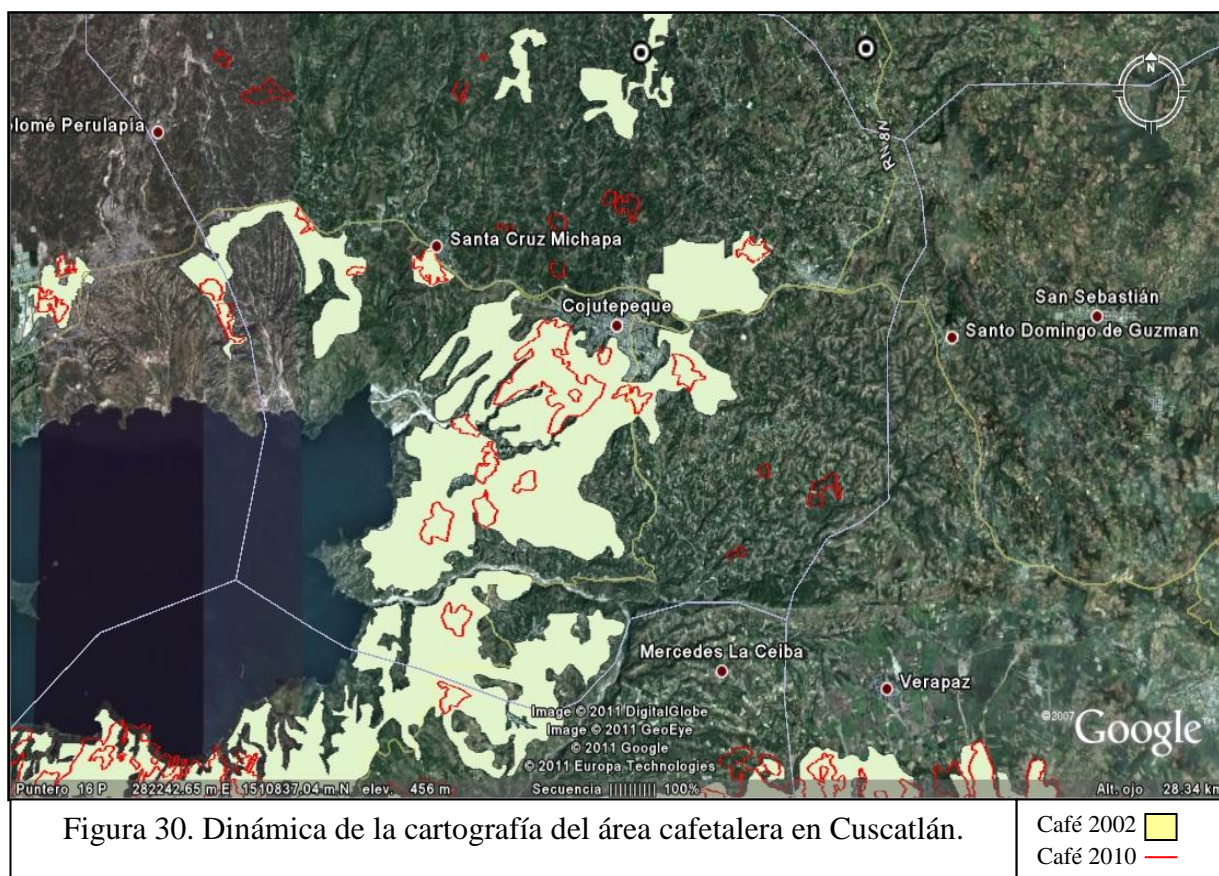 N
olomé Perulapía
RN-8N
Santa Cruz Michapa
Cojutepeque
San Sebastián
Santo Domingo de Guzman
Mercedes La Ceiba
Verapaz
Image © 2011 DigitalGlobe
Image © 2011 GeoEye
© 2011 Google
© 2011 Europa Technologies
©2007 Google™
Puntero 16 P 282242.65 m E 1510837.04 m N elev. 456 m Secuencia 100% Alt. ojo 28.34 km
Figura 30. Dinámica de la cartografía del área cafetalera en Cuscatlán.
Café 2002
Café 2010